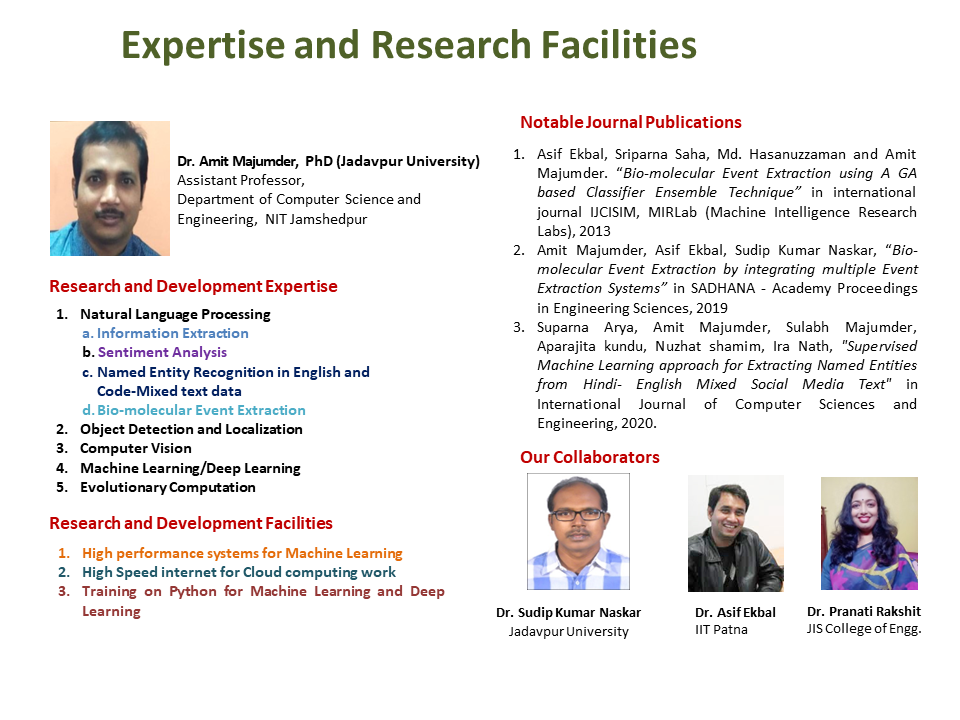 Expertise and Research Facilities
Dr. Amit Majumder, PhD (Jadavpur University)
Assistant Professor,
Department of Computer Science and
Engineering, NIT Jamshedpur
Research and Development Expertise
1. Natural Language Processing
a. Information Extraction
b. Sentiment Analysis
c. Named Entity Recognition in English and
Code-Mixed text data
d. Bio-molecular Event Extraction
2. Object Detection and Localization
3. Computer Vision
4. Machine Learning/Deep Learning
5. Evolutionary Computation
Research and Development Facilities
1. High performance systems for Machine Learning
2. High Speed internet for Cloud computing work
3. Training on Python for Machine Learning and Deep
Learning
Notable Journal Publications
1. Asif Ekbal, Sriparna Saha, Md. Hasanuzzaman and Amit
Majumder. “Bio-molecular Event Extraction using A GA
based Classifier Ensemble Technique” in international
journal IJCISIM, MIRLab (Machine Intelligence Research
Labs), 2013
2. Amit Majumder, Asif Ekbal, Sudip Kumar Naskar, “Bio-
molecular Event Extraction by integrating multiple Event
Extraction Systems” in SADHANA - Academy Proceedings
in Engineering Sciences, 2019
3. Suparna Arya, Amit Majumder, Sulabh Majumder,
Aparajita kundu, Nuzhat shamim, Ira Nath, "Supervised
Machine Learning approach for Extracting Named Entities
from Hindi- English Mixed Social Media Text" in
International Journal of Computer Sciences and
Engineering, 2020.
Our Collaborators
Dr. Sudip Kumar Naskar
Jadavpur University
Dr. Asif Ekbal
IIT Patna
Dr. Pranati Rakshit
JIS College of Engg.